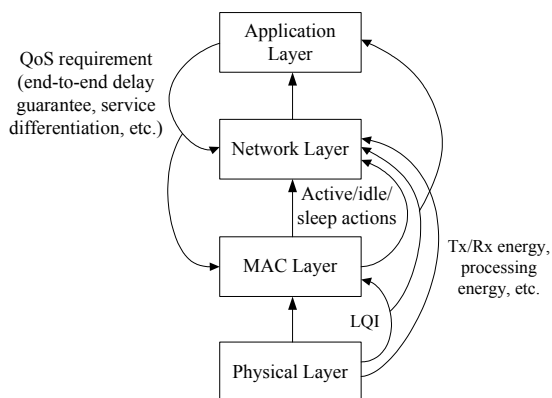 Application
Layer
QoS requirement
(end-to-end delay
guarantee, service
differentiation, etc.)
Network Layer
Active/idle/
sleep actions
Tx/Rx energy,
processing
energy, etc.
MAC Layer
LQI
Physical Layer